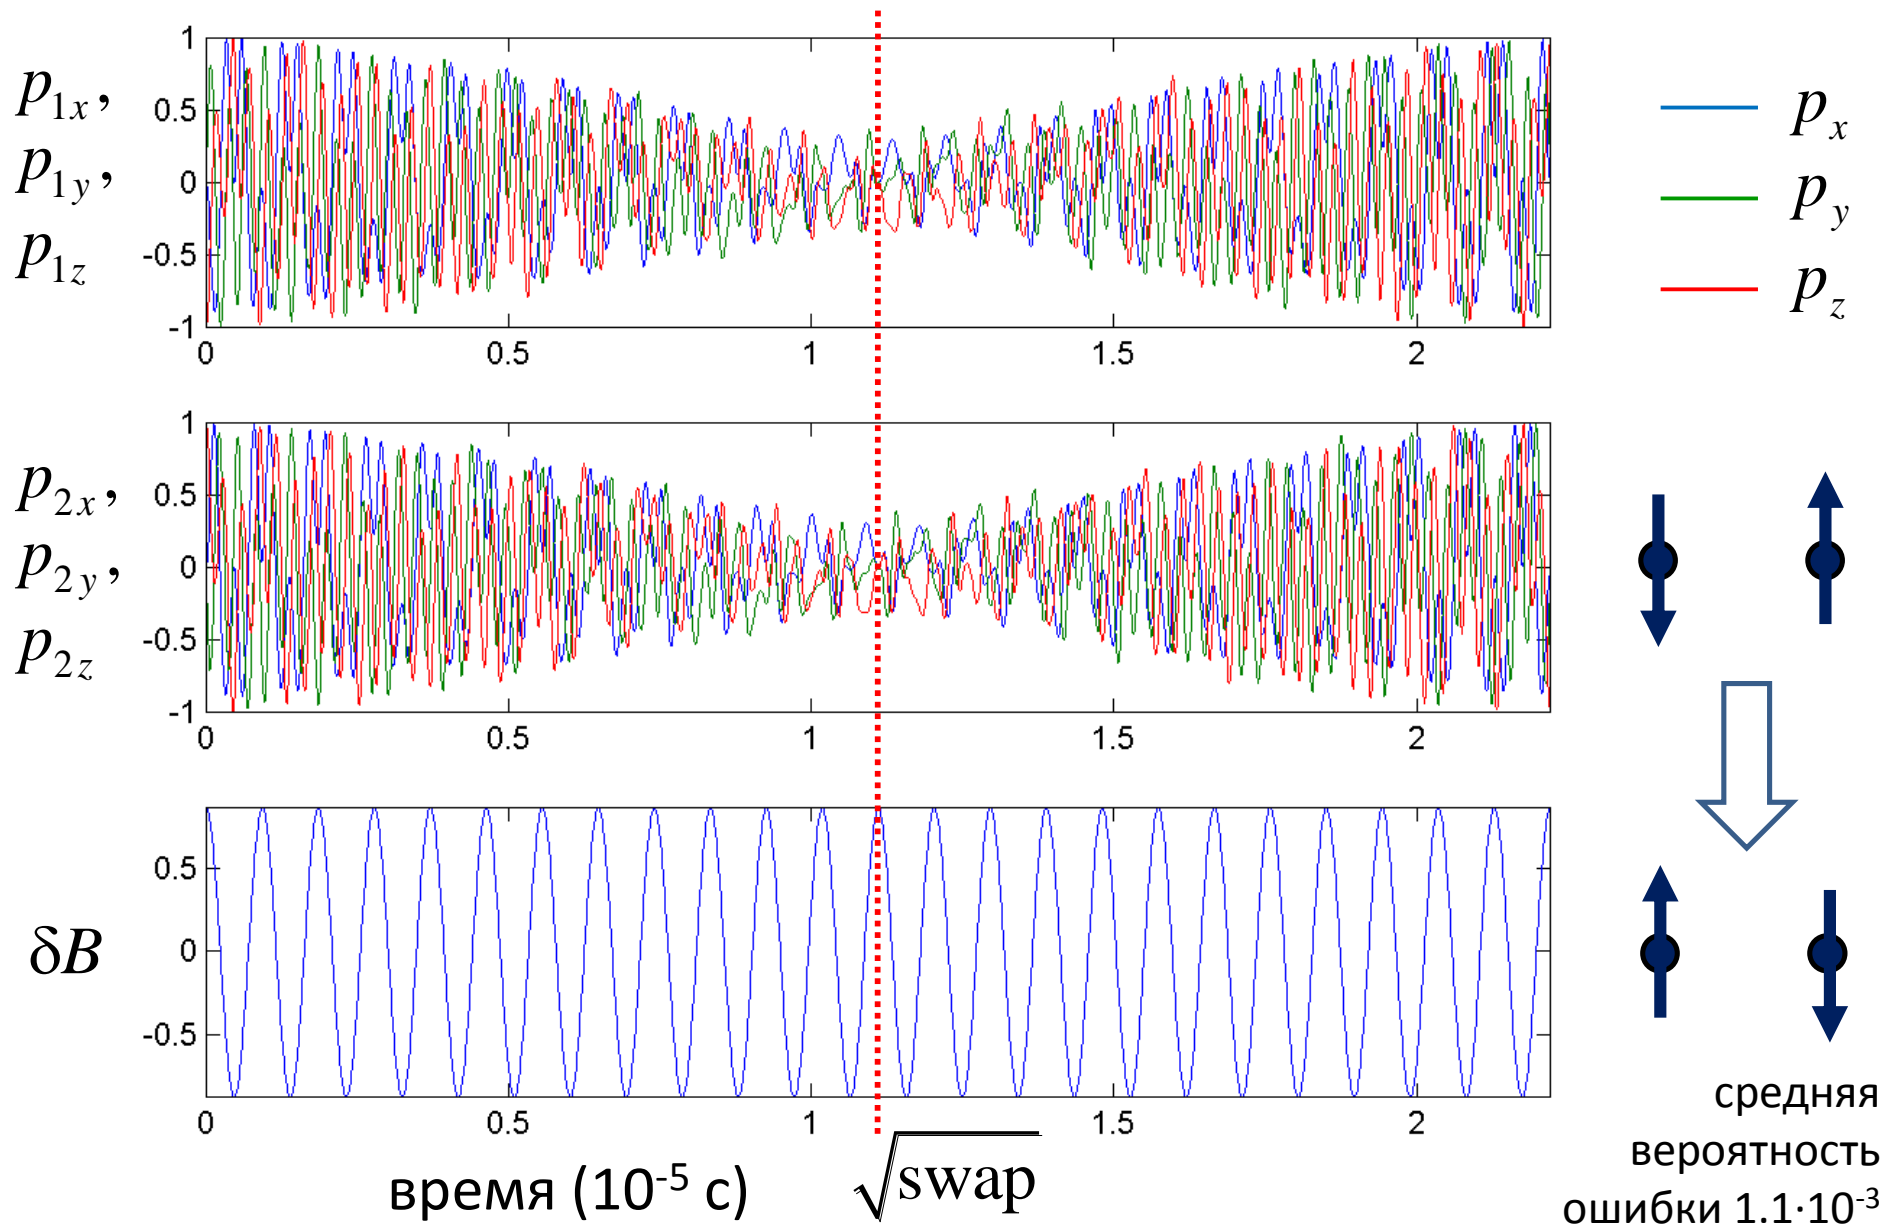 p1x,
p1y,
p1z
1
0.5
0
-0.5
-1
0 0.5 1 1.5 2
px
py
pz
p2x,
p2y,
p2z
1
0.5
0
-0.5
-1
0 0.5 1 1.5 2
δB
0.5
0
-0.5
0 0.5 1 1.5 2
время (10⁻⁵ с)
√swap
средняя
вероятность
ошибки 1.1·10⁻³